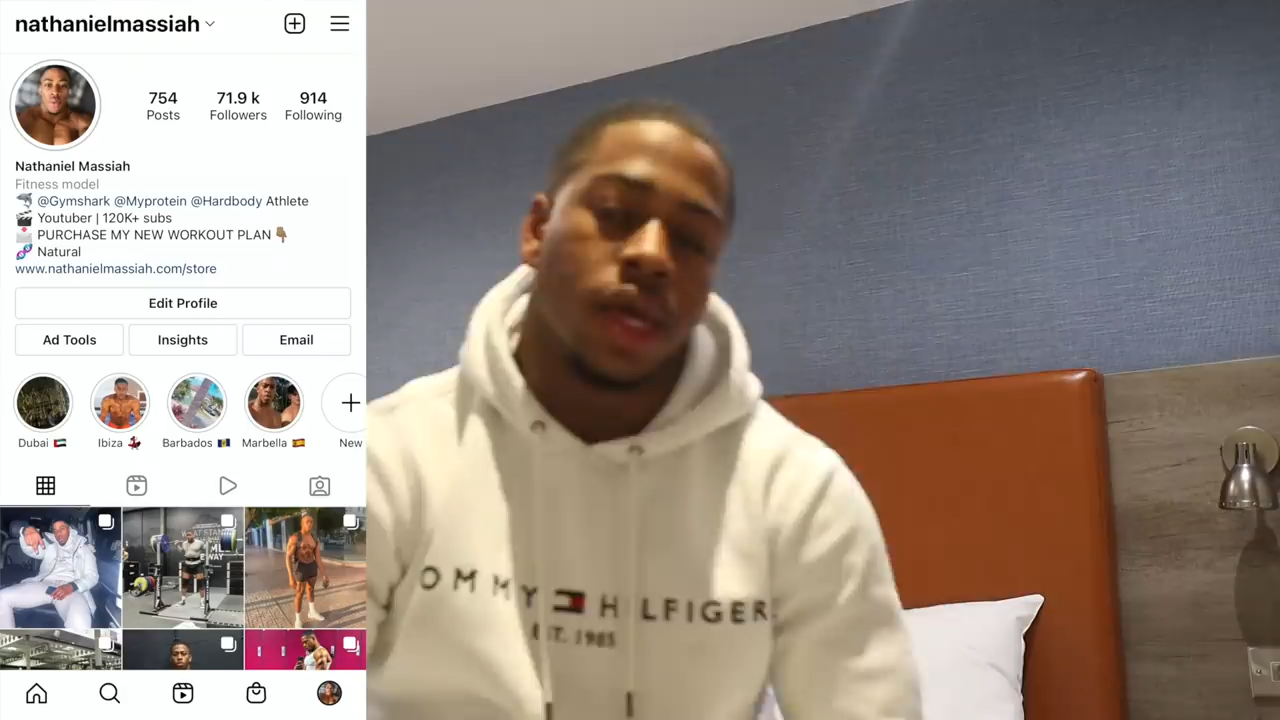 nathanielmassiah
754
71.9 k
914
Posts
Followers
Following
Nathaniel Massiah
Fitness model
@Gymshark @Myprotein @Hardbody Athlete
Youtuber | 120K+ subs
PURCHASE MY NEW WORKOUT PLAN
Natural
www.nathanielmassiah.com/store
Edit Profile
Ad Tools
Insights
Email
Dubai
Ibiza
Barbados
Marbella
New
OMMY HILFIGER
EST. 1985